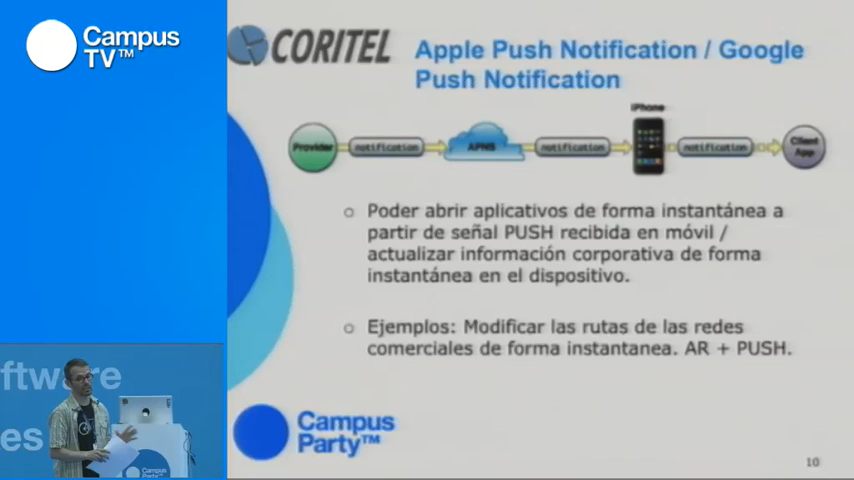 Campus
TV™
CORITEL
Apple Push Notification / Google
Push Notification
iPhone
Provider
notification
APNS
notification
notification
Client
App
Poder abrir aplicativos de forma instantánea a
partir de señal PUSH recibida en móvil /
actualizar información corporativa de forma
instantánea en el dispositivo.
Ejemplos: Modificar las rutas de las redes
comerciales de forma instantanea. AR + PUSH.
ftware
es
Campus
Party
Campus
Party™
10